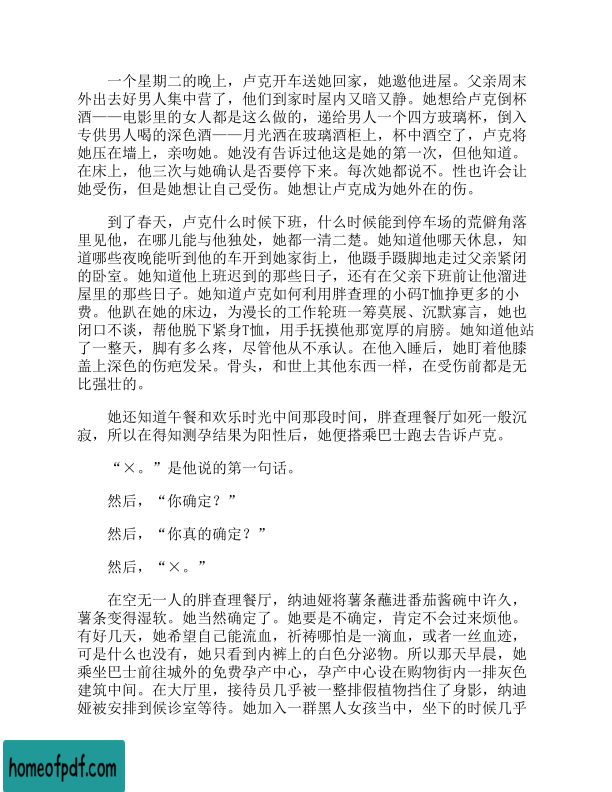 一个星期二的晚上，卢克开车送她回家，她邀他进屋。父亲周末
外出去好男人集中营了，他们到家时屋内又暗又静。她想给卢克倒杯
酒——电影里的女人都是这么做的，递给男人一个四方玻璃杯，倒入
专供男人喝的深色酒——月光洒在玻璃酒柜上，杯中酒空了，卢克将
她压在墙上，亲吻她。她没有告诉过他这是她的第一次，但他知道。
在床上，他三次与她确认是否要停下来。每次她都说不。性也许会让
她受伤，但是她想让自己受伤。她想让卢克成为她外在的伤。
到了春天，卢克什么时候下班，什么时候能到停车场的荒僻角落
里见他，在哪儿能与他独处，她都一清二楚。她知道他哪天休息，知
道哪些夜晚能听到他的车开到她家街上，他蹑手蹑脚地走过父亲紧闭
的卧室。她知道他上班迟到的那些日子，还有在父亲下班前让他溜进
屋里的那些日子。她知道卢克如何利用胖查理的小码T恤挣更多的小
费。他趴在她的床边，为漫长的工作轮班一筹莫展、沉默寡言，她也
闭口不谈，帮他脱下紧身T恤，用手抚摸他那宽厚的肩膀。她知道他站
了一整天，脚有多么疼，尽管他从不承认。在他入睡后，她盯着他膝
盖上深色的伤疤发呆。骨头，和世上其他东西一样，在受伤前都是无
比强壮的。
她还知道午餐和欢乐时光中间那段时间，胖查理餐厅如死一般沉
寂，所以在得知测孕结果为阳性后，她便搭乘巴士跑去告诉卢克。
“×。”是他说的第一句话。
然后，“你确定？”
然后，“你真的确定？”
然后，“×。”
在空无一人的胖查理餐厅，纳迪娅将薯条蘸进番茄酱碗中许久，
薯条变得湿软。她当然确定了。她要是不确定，肯定不会过来烦他。
有好几天，她希望自己能流血，祈祷哪怕是一滴血，或者一丝血迹，
可是什么也没有，她只看到内裤上的白色分泌物。所以那天早晨，她
乘坐巴士前往城外的免费孕产中心，孕产中心设在购物街内一排灰色
建筑中间。在大厅里，接待员几乎被一整排假植物挡住了身影，纳迪
娅被安排到候诊室等待。她加入一群黑人女孩当中，坐下的时候几乎
homeofpdf.com